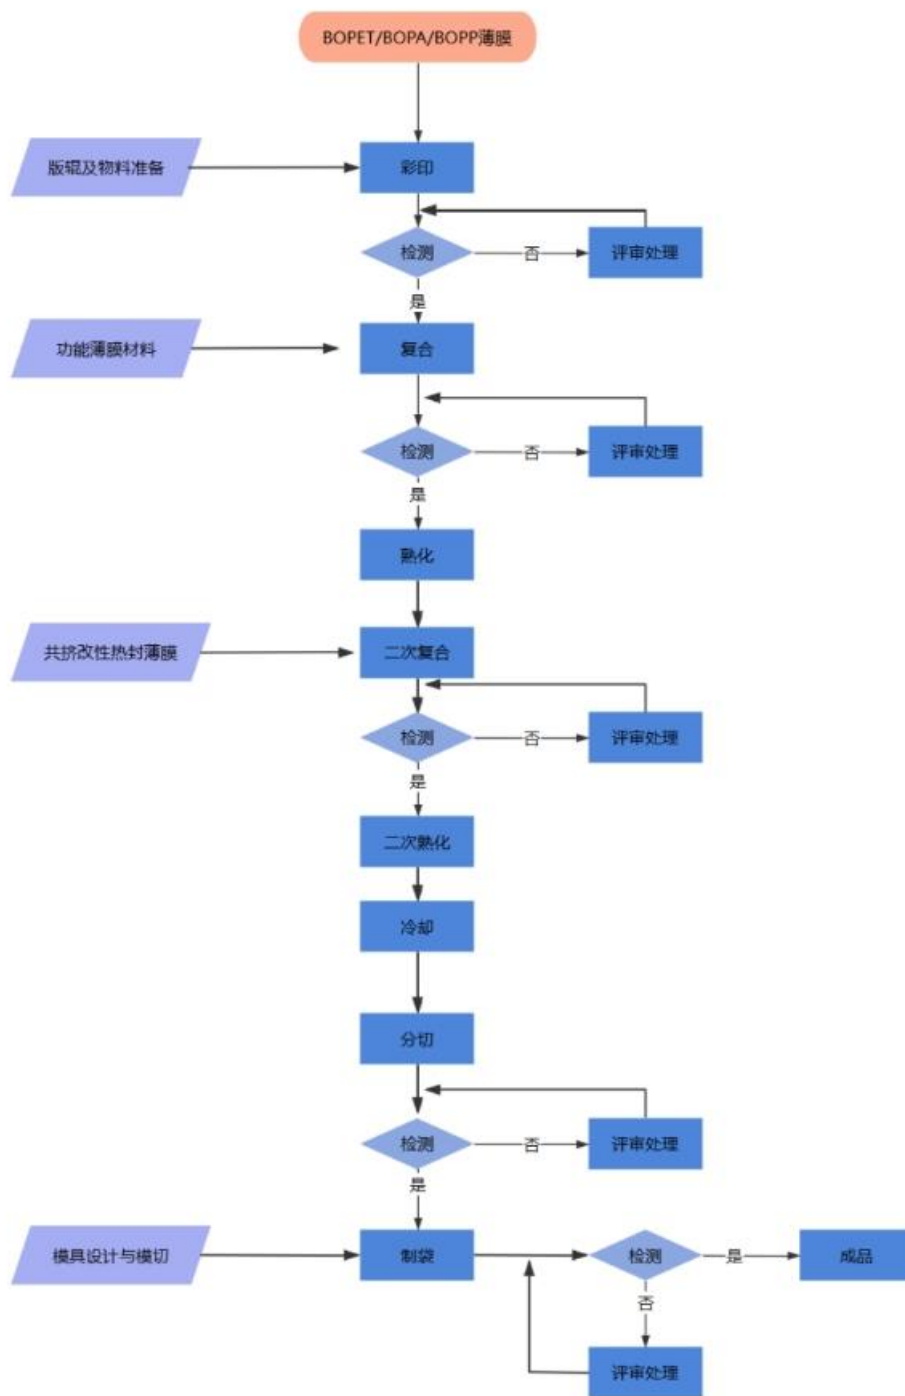 BOPET/BOPA/BOPP薄膜
版辊及物料准备
彩印
检测
否
评审处理
是
功能薄膜材料
复合
检测
否
评审处理
是
熟化
共挤改性热封薄膜
二次复合
检测
否
评审处理
是
二次熟化
冷却
分切
检测
否
评审处理
是
模具设计与模切
制袋
检测
是
成品
否
评审处理